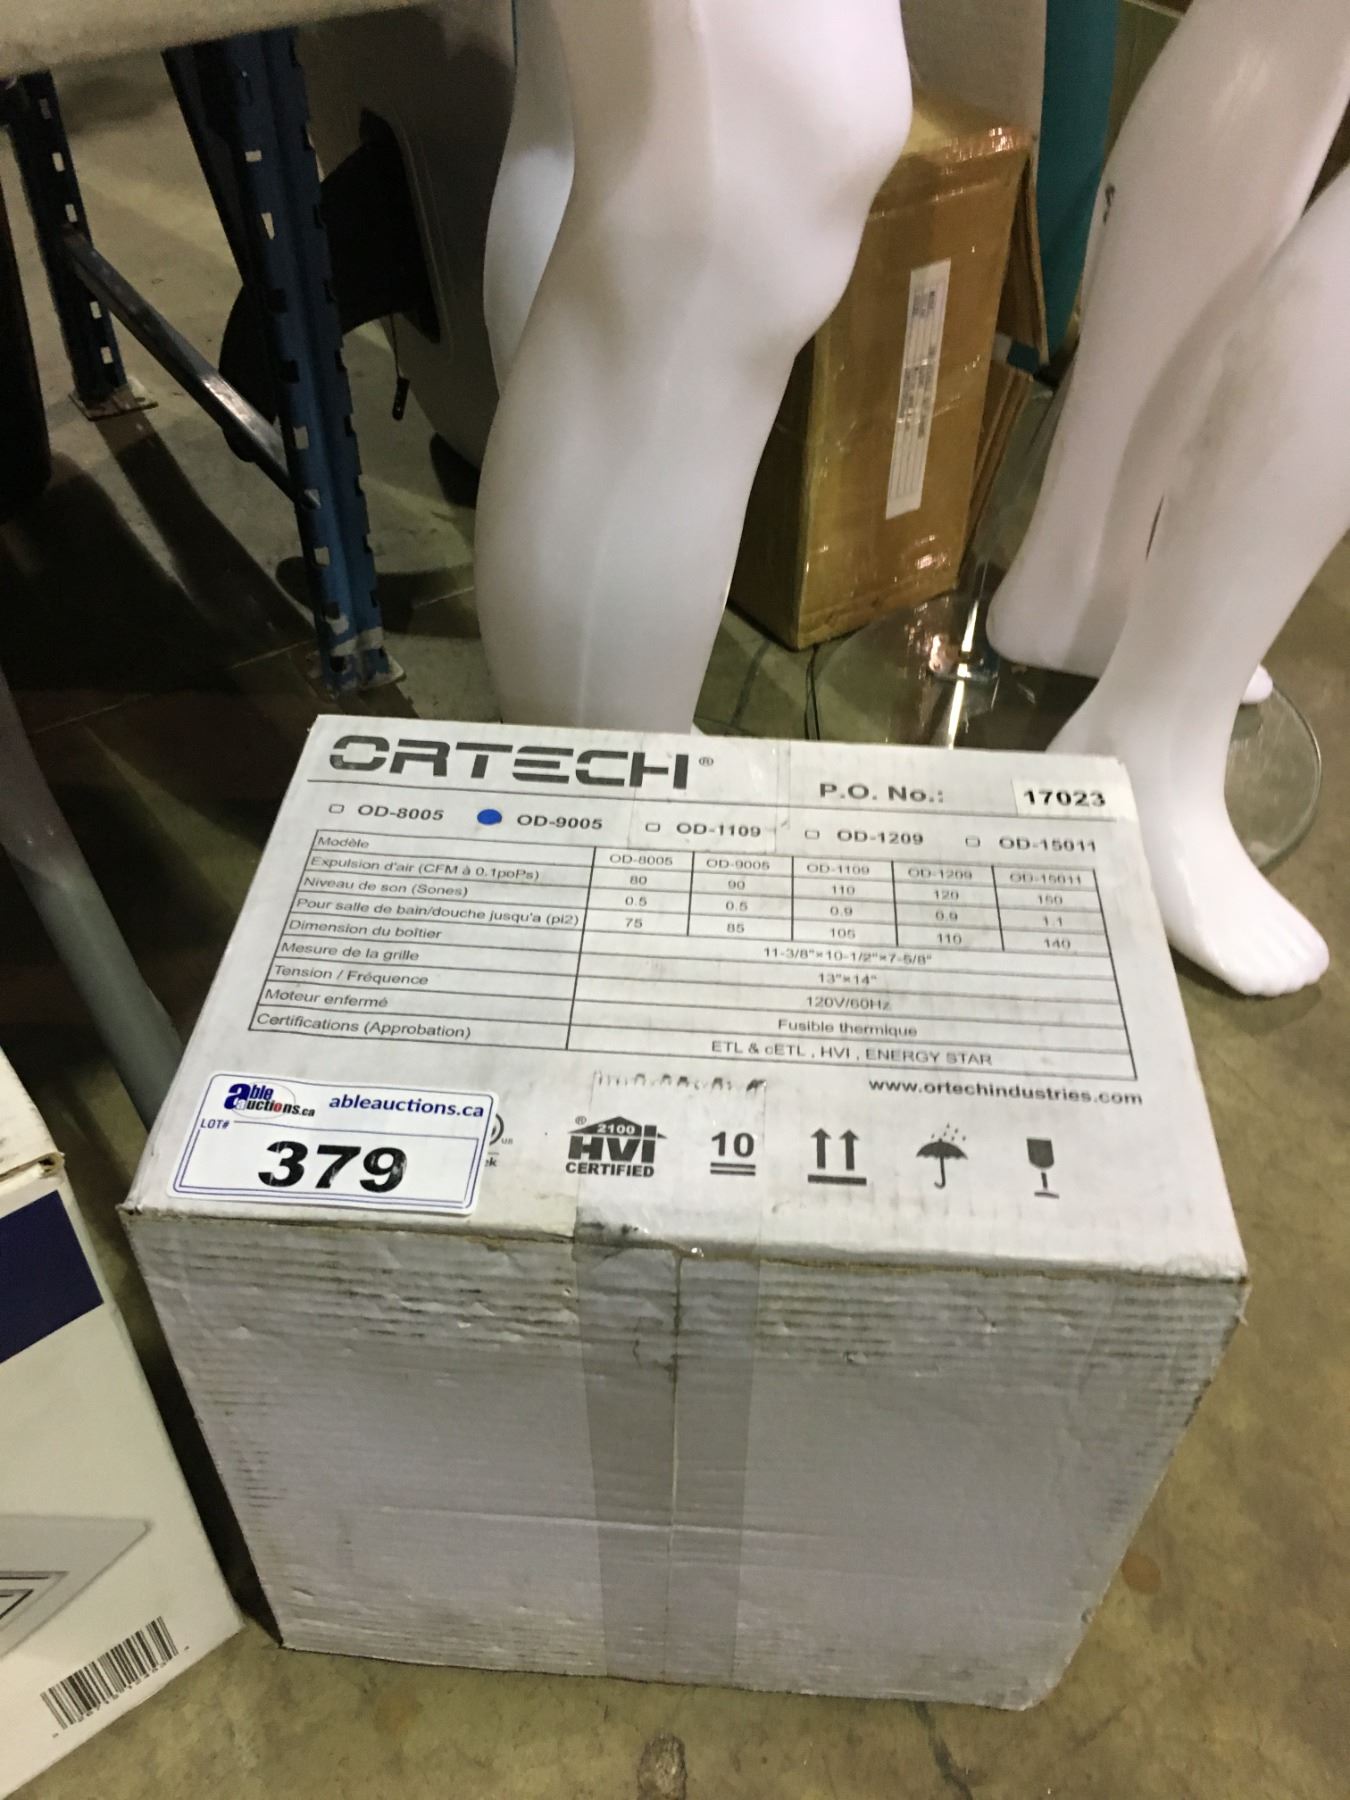 ORTECH®
P.O. No.: 17023
OD-8005 OD-9005 OD-1109 OD-1209 OD-15011
Modèle OD-8005 OD-9005 OD-1109 OD-1209 OD-15011
Expulsion d'air (CFM à 0.1poPs) 80 90 110 120 150
Niveau de son (Sones) 0.5 0.5 0.9 0.9 1.1
Pour salle de bain/douche jusqu'a (pi2) 75 85 105 110 140
Dimension du boîtier 11-3/8"×10-1/2"×7-5/8"
Mesure de la grille 13"×14"
Tension / Fréquence 120V/60Hz
Moteur enfermé Fusible thermique
Certifications (Approbation) ETL & cETL , HVI , ENERGY STAR
www.ortechindustries.com
able auctions.ca ableauctions.ca
LOT#
379
us
ek
® 2100
HVI
CERTIFIED
10